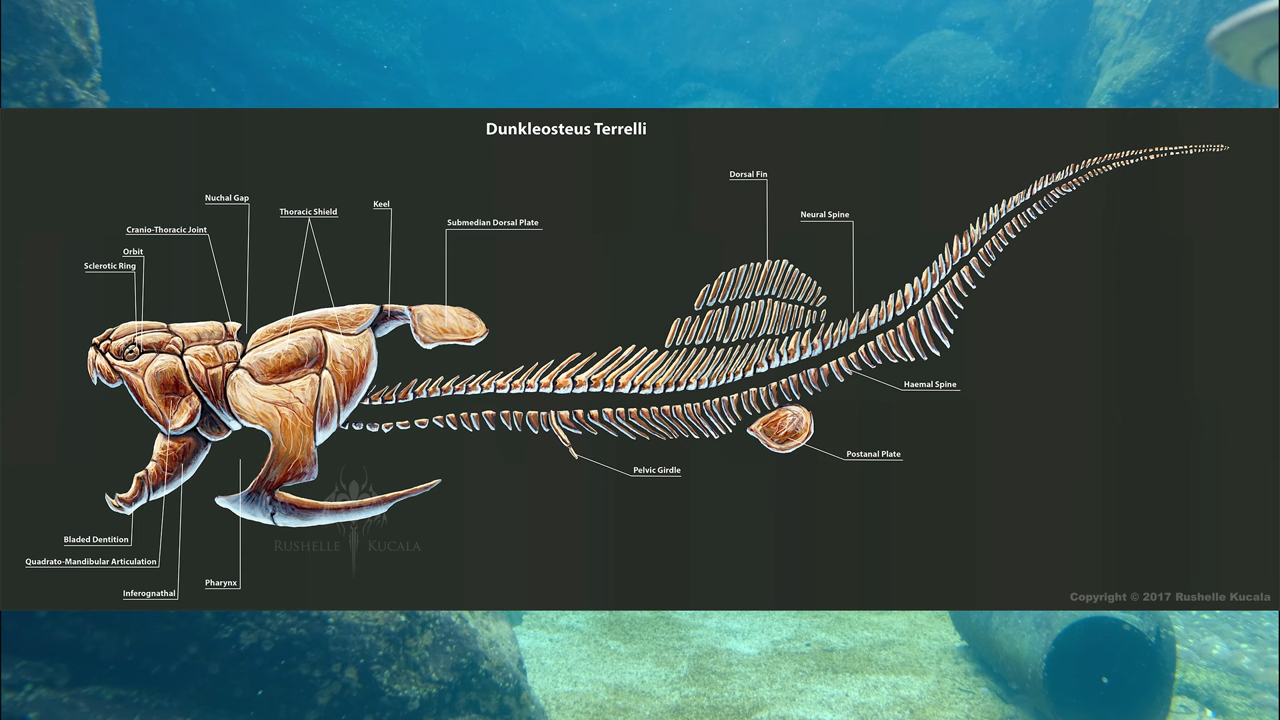 Dunkleosteus Terrelli
Dorsal Fin
Nuchal Gap
Keel
Thoracic Shield
Neural Spine
Submedian Dorsal Plate
Cranio-Thoracic Joint
Orbit
Sclerotic Ring
Haemal Spine
Postanal Plate
Pelvic Girdle
Bladed Dentition
Rushelle Kucala
Quadrato-Mandibular Articulation
Pharynx
Inferognathal
Copyright © 2017 Rushelle Kucala